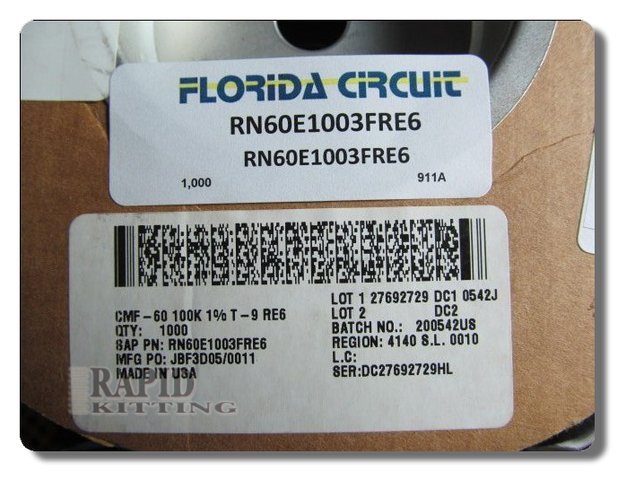 FLORIDA CIRCUIT
RN60E1003FRE6
RN60E1003FRE6
1,000 911A
CMF-60 100K 1% T-9 RE6
QTY: 1000
SAP PN: RN60E1003FRE6
MFG PO: JBF3D05/0011
MADE IN USA
LOT 1 27692729 DC1 0542J
LOT 2 DC2
BATCH NO.: 200542US
REGION: 4140 S.L. 0010
L.C:
SER:DC27692729HL
RAPID
KITTING